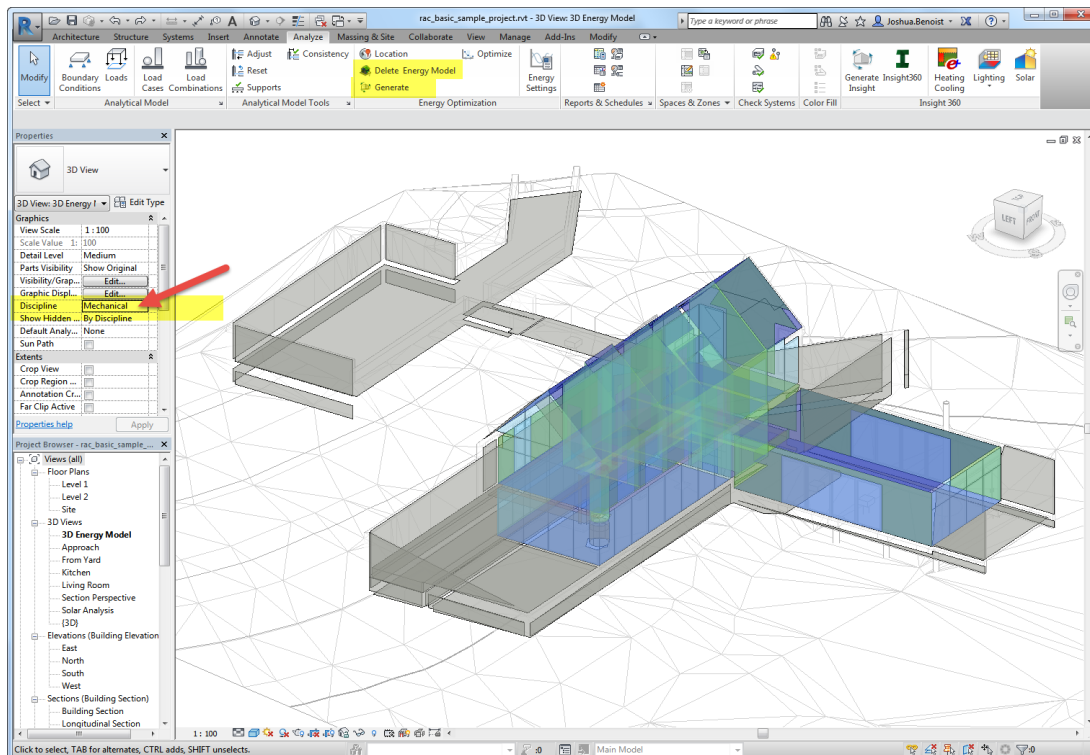 R
A
rac_basic_sample_project.rvt - 3D View: 3D Energy Model
Type a keyword or phrase
Joshua.Benoist
Architecture Structure Systems Insert Annotate Analyze Massing & Site Collaborate View Manage Add-Ins Modify
Modify
Boundary Conditions
Loads
Load Cases
Load Combinations
Adjust
Reset
Supports
Consistency
Location
Delete Energy Model
Generate
Optimize
Energy Settings
Generate Insight
Insight360
Heating Cooling
Lighting
Solar
Select
Analytical Model
Analytical Model Tools
Energy Optimization
Reports & Schedules
Spaces & Zones
Check Systems
Color Fill
Insight 360
Properties
3D View
3D View: 3D Energy M
Edit Type
Graphics
View Scale 1 : 100
Scale Value 1: 100
Detail Level Medium
Parts Visibility Show Original
Visibility/Grap... Edit...
Graphic Displ... Edit...
Discipline Mechanical
Show Hidden ... By Discipline
Default Analy... None
Sun Path
Extents
Crop View
Crop Region ...
Annotation Cr...
Far Clip Active
Properties help
Apply
Project Browser - rac_basic_sample_...
Views (all)
Floor Plans
Level 1
Level 2
Site
3D Views
3D Energy Model
Approach
From Yard
Kitchen
Living Room
Section Perspective
Solar Analysis
{3D}
Elevations (Building Elevation
East
North
South
West
Sections (Building Section)
Building Section
Longitudinal Section
LEFT
FRONT
1 : 100
Click to select, TAB for alternates, CTRL adds, SHIFT unselects.
:0
Main Model
:0